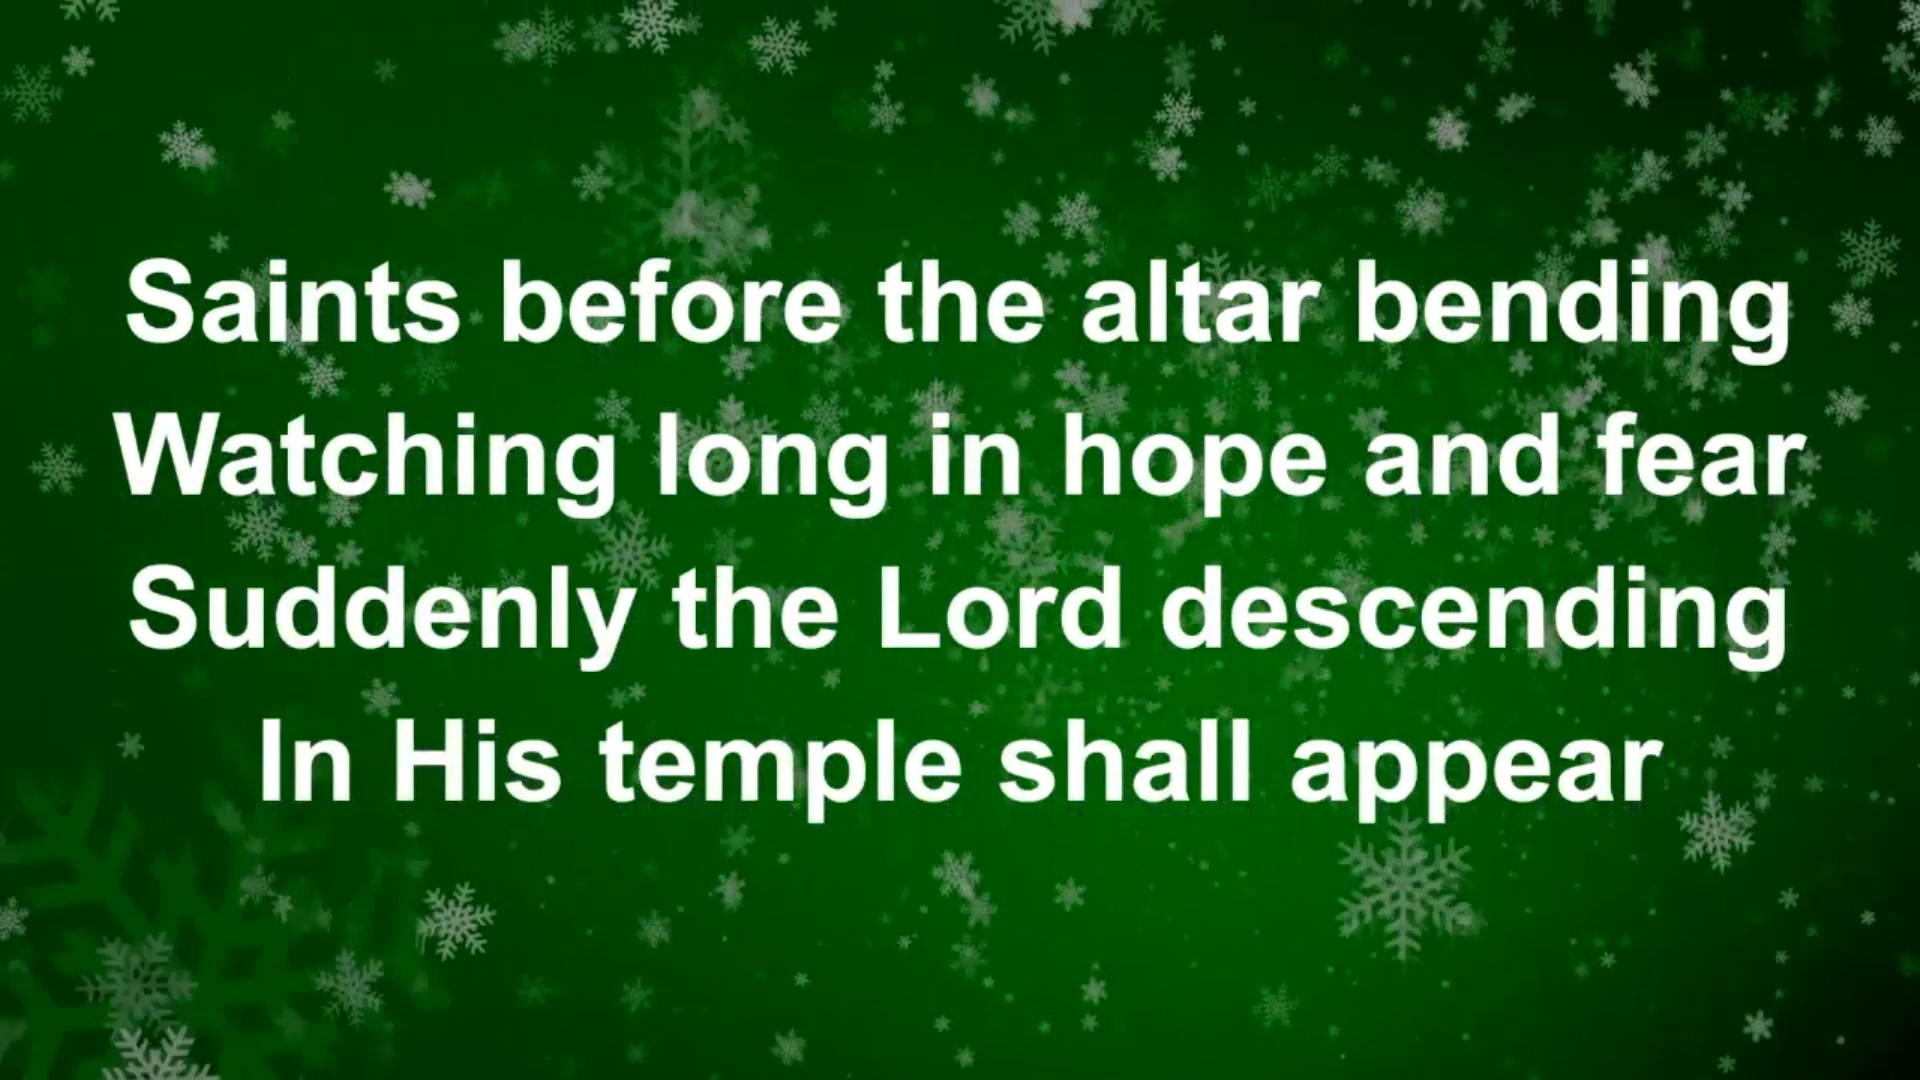 Saints before the altar bending
Watching long in hope and fear
Suddenly the Lord descending
In His temple shall appear